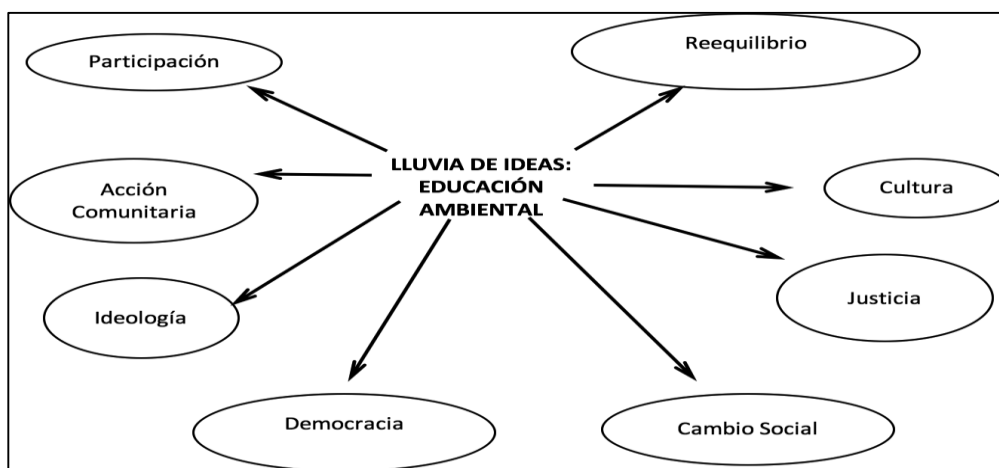 Reequilibrio
Participación
LLUVIA DE IDEAS:
EDUCACIÓN
AMBIENTAL
Acción
Comunitaria
Cultura
Ideología
Justicia
Democracia
Cambio Social